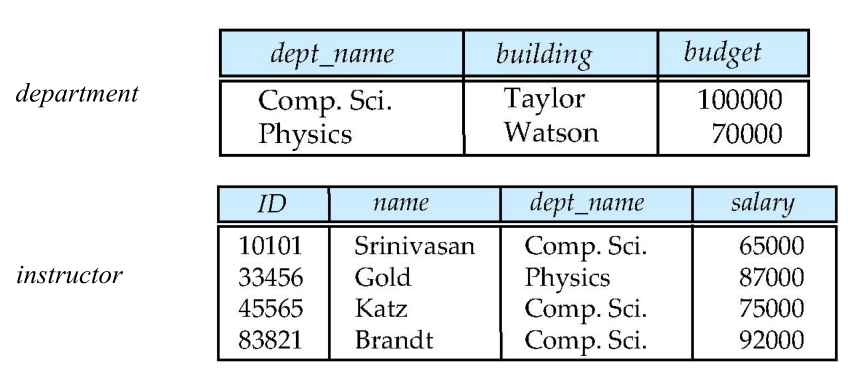 dept_name building budget
department
Comp. Sci. Taylor 100000
Physics Watson 70000
ID name dept_name salary
10101 Srinivasan Comp. Sci. 65000
instructor
33456 Gold Physics 87000
45565 Katz Comp. Sci. 75000
83821 Brandt Comp. Sci. 92000